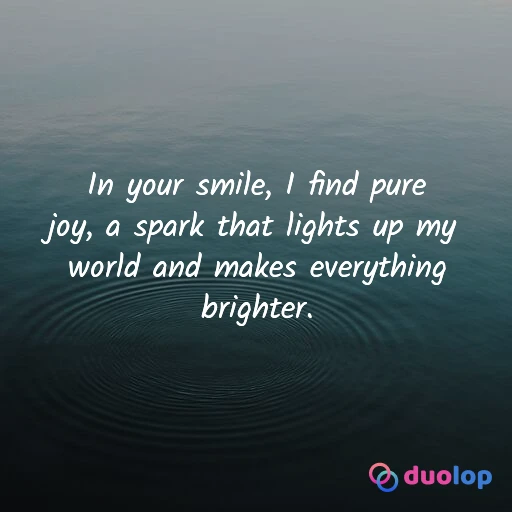 In your smile, I find pure
joy, a spark that lights up my
world and makes everything
brighter.
duolop